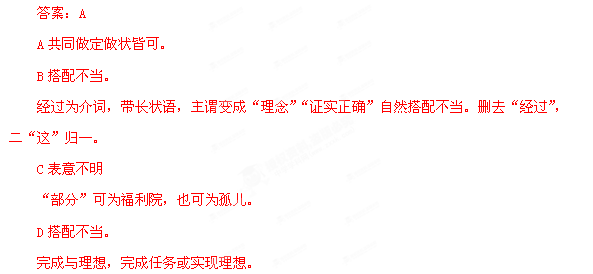 答案：A
A 共同做定做状皆可。
B 搭配不当。
经过为介词，带长状语，主谓变成“理念”“证实正确”自然搭配不当。删去“经过”，
二“这”归一。
C 表意不明
“部分”可为福利院，也可为孤儿。
D 搭配不当。
完成与理想，完成任务或实现理想。